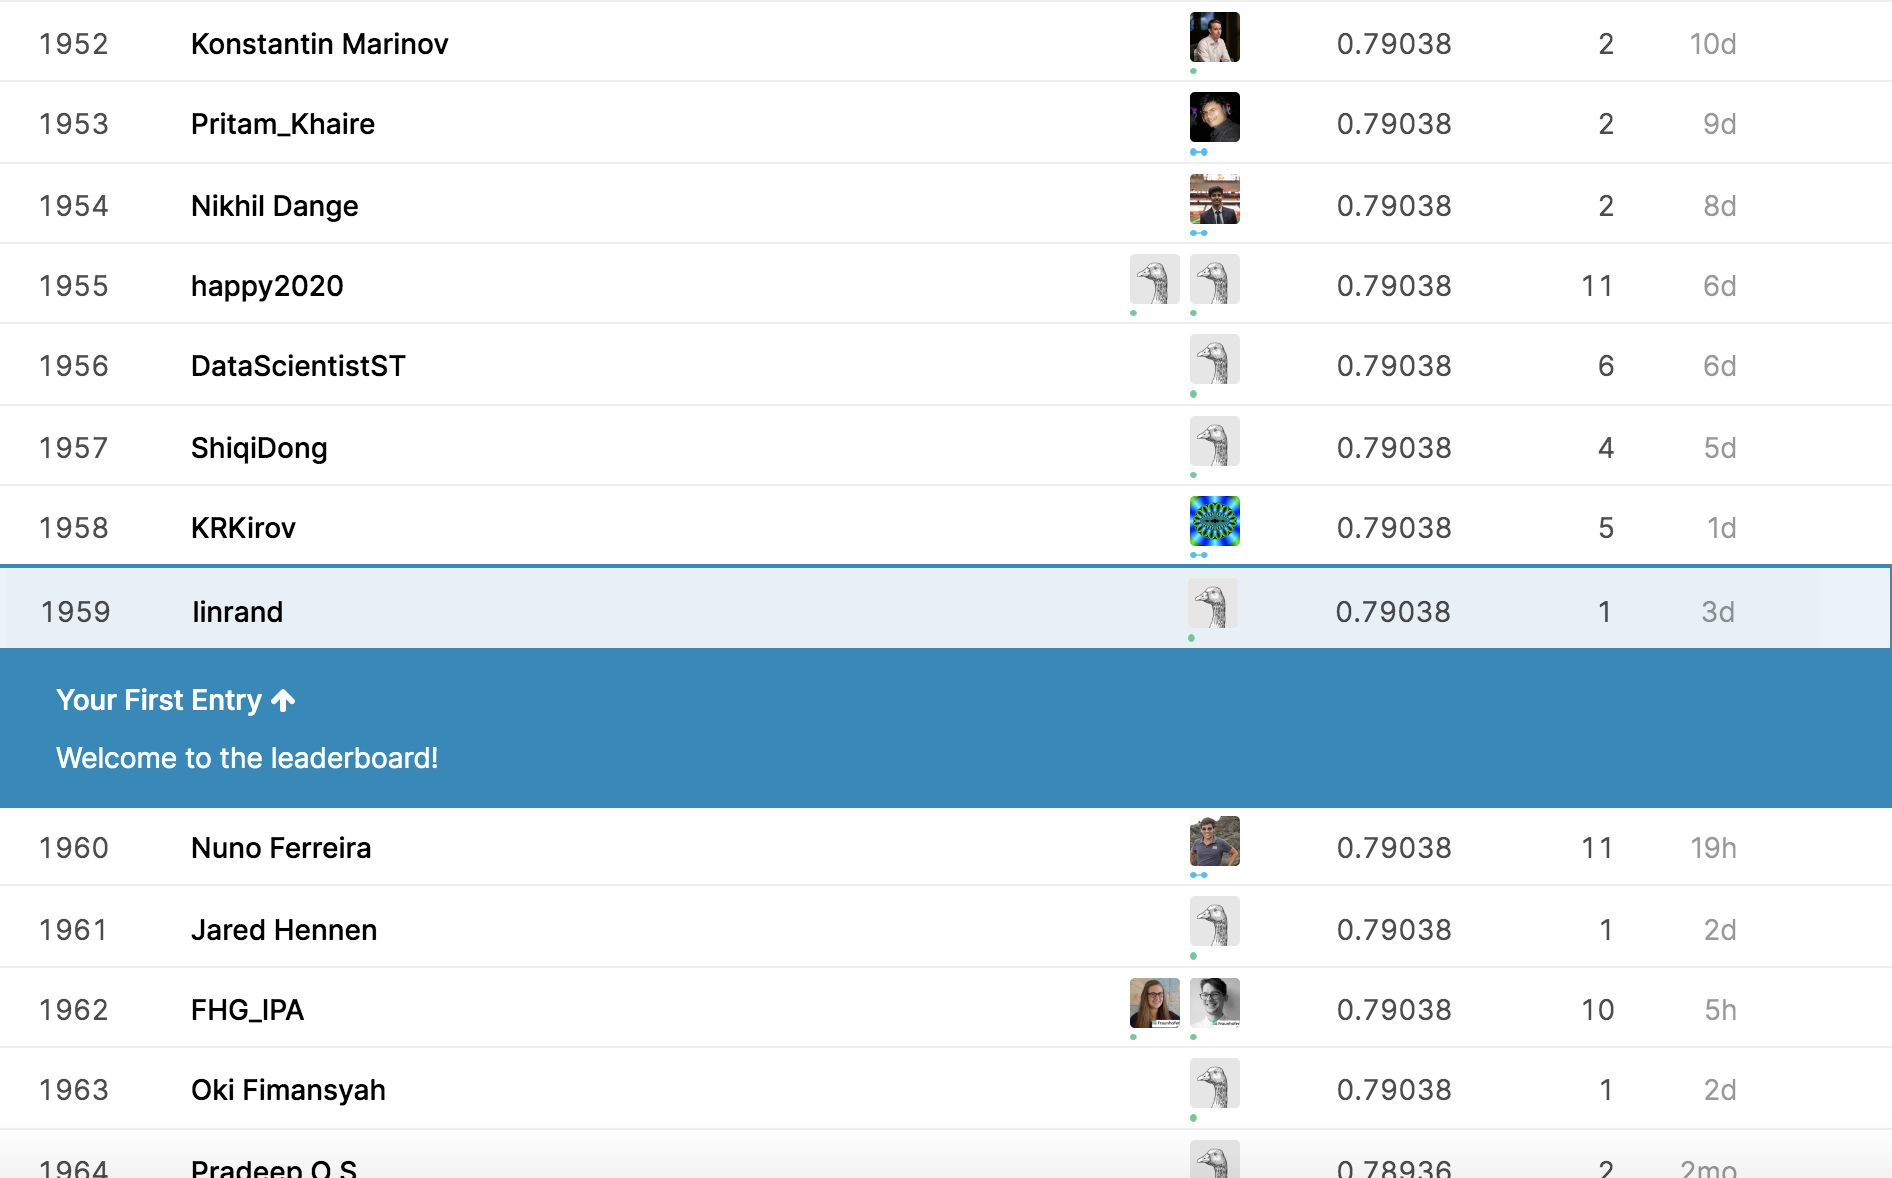 1952 Konstantin Marinov 0.79038 2 10d
1953 Pritam_Khaire 0.79038 2 9d
1954 Nikhil Dange 0.79038 2 8d
1955 happy2020 0.79038 11 6d
1956 DataScientistST 0.79038 6 6d
1957 ShiqiDong 0.79038 4 5d
1958 KRKirov 0.79038 5 1d
1959 linrand 0.79038 1 3d
Your First Entry
Welcome to the leaderboard!
1960 Nuno Ferreira 0.79038 11 19h
1961 Jared Hennen 0.79038 1 2d
1962 FHG_IPA 0.79038 10 5h
1963 Oki Fimansyah 0.79038 1 2d
1964 Pradeep O S 0.78936 2 2mo